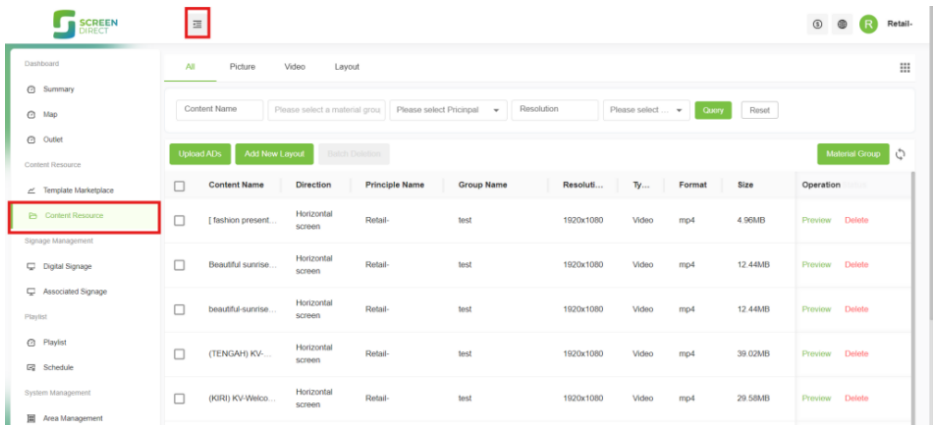 SCREEN
DIRECT
R Retail-
Dashboard
Summary
Map
Outlet
Content Resource
Template Marketplace
Content Resource
Signage Management
Digital Signage
Associated Signage
Playlist
Playlist
Schedule
System Management
Area Management
All Picture Video Layout
Content Name Please select a material grou Please select Pricinpal Resolution Please select ... Query Reset
Upload ADs Add New Layout Batch Deletion Material Group
Content Name Direction Principle Name Group Name Resoluti... Ty... Format Size Operation
[ fashion present... Horizontal screen Retail- test 1920x1080 Video mp4 4.96MB Preview Delete
Beautiful sunrise... Horizontal screen Retail- test 1920x1080 Video mp4 12.44MB Preview Delete
beautiful-sunrise... Horizontal screen Retail- test 1920x1080 Video mp4 12.44MB Preview Delete
(TENGAH) KV-... Horizontal screen Retail- test 1920x1080 Video mp4 39.02MB Preview Delete
(KIRI) KV-Welco... Horizontal screen Retail- test 1920x1080 Video mp4 29.58MB Preview Delete